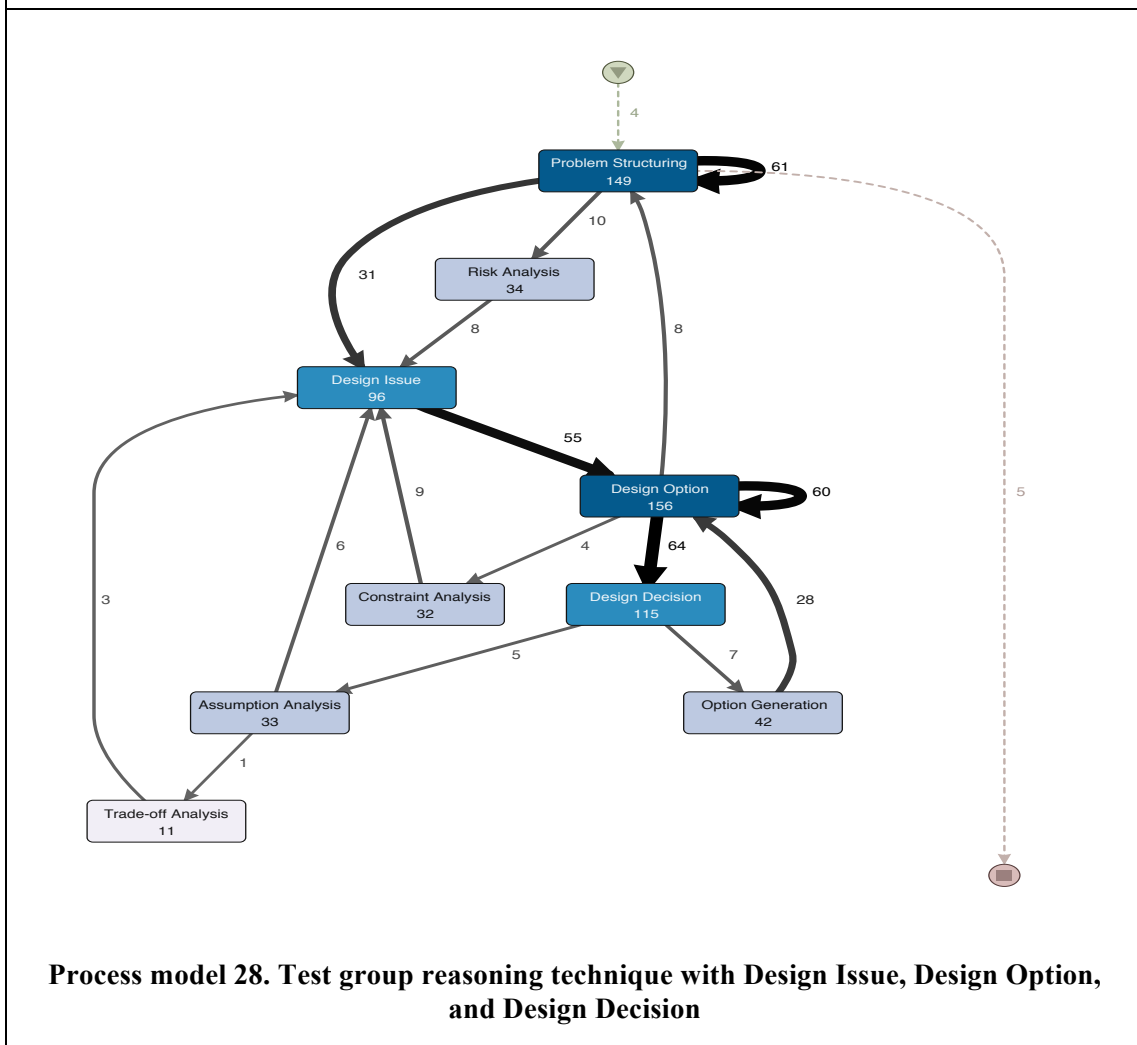 4
Problem Structuring
149
61
10
31
Risk Analysis
34
8
8
Design Issue
96
55
Design Option
156
60
9
6
4
64
5
3
Constraint Analysis
32
Design Decision
115
28
5
7
Assumption Analysis
33
Option Generation
42
1
Trade-off Analysis
11
Process model 28. Test group reasoning technique with Design Issue, Design Option,
and Design Decision